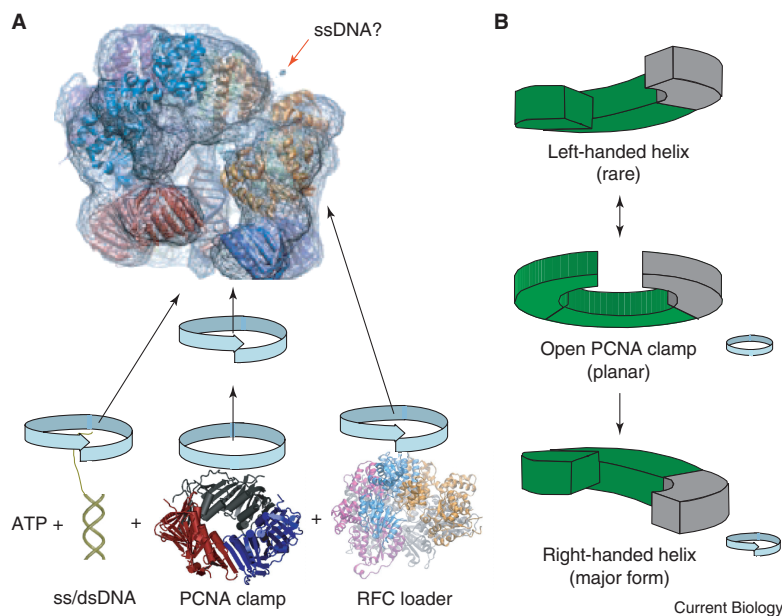 A
ssDNA?
ATP +
+
+
ss/dsDNA
PCNA clamp
RFC loader
B
Left-handed helix
(rare)
Open PCNA clamp
(planar)
Right-handed helix
(major form)
Current Biology